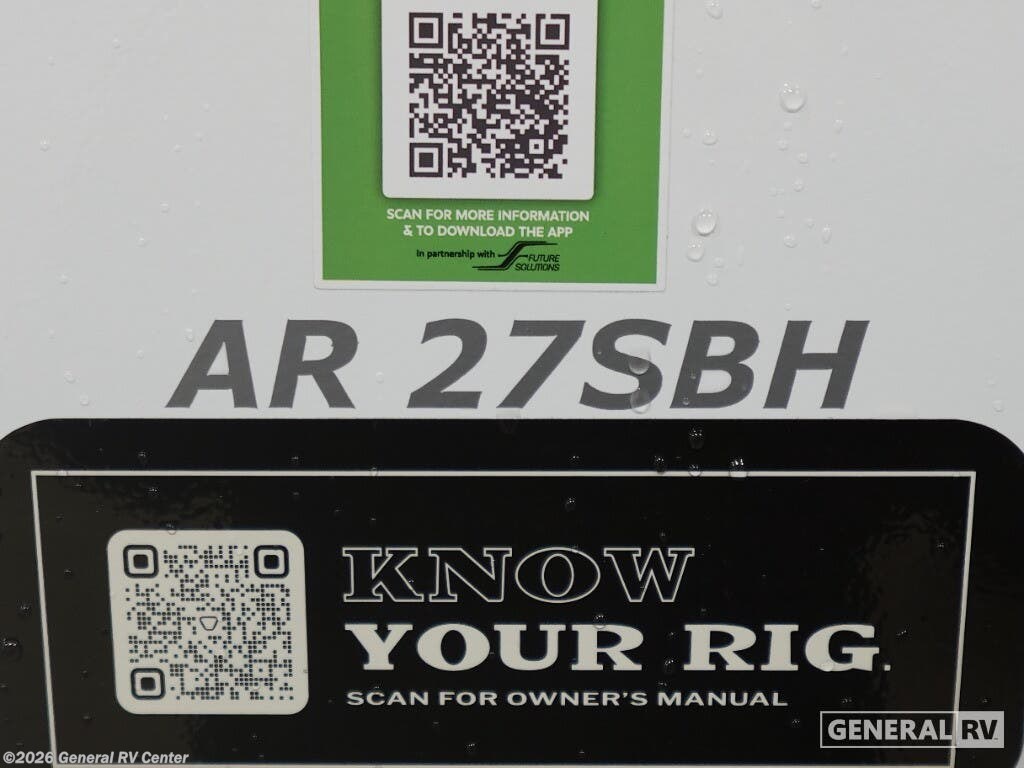 SCAN FOR MORE INFORMATION
& TO DOWNLOAD THE APP
In partnership with FUTURE SOLUTIONS
AR 27SBH
KNOW
YOUR RIG.
SCAN FOR OWNER'S MANUAL
GENERAL RV
©2026 General RV Center